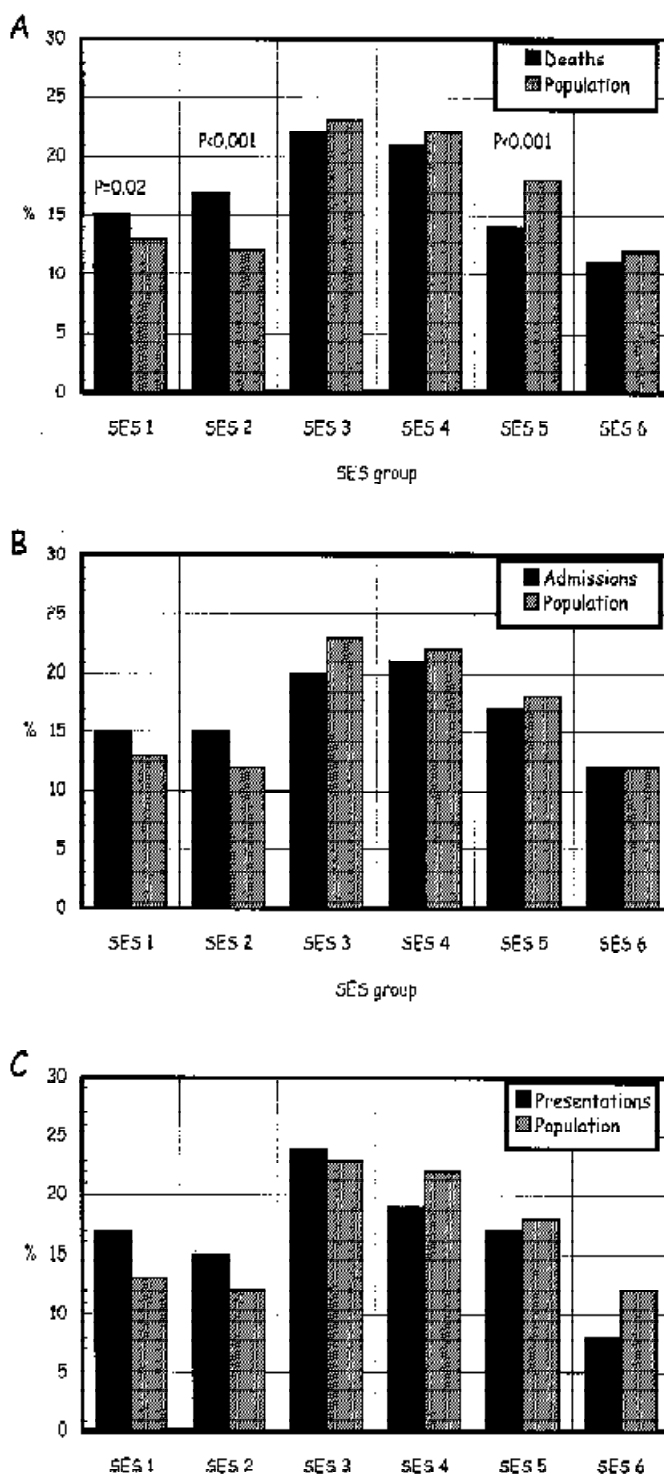 A
30
25
20
15
10
5
0
%
Deaths
Population
P=0.02
P<0.001
P<0.001
SES 1 SES 2 SES 3 SES 4 SES 5 SES 6
SES group
B
30
25
20
15
10
5
0
%
Admissions
Population
SES 1 SES 2 SES 3 SES 4 SES 5 SES 6
SES group
C
30
25
20
15
10
5
0
%
Presentations
Population
SES 1 SES 2 SES 3 SES 4 SES 5 SES 6